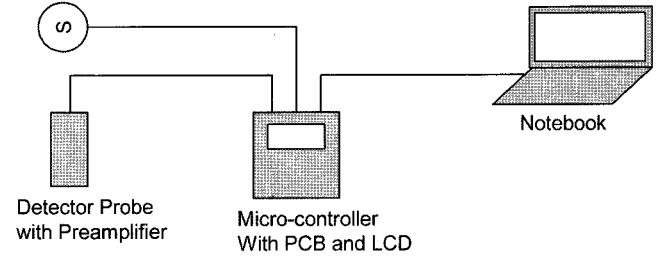 S
Notebook
Detector Probe
with Preamplifier
Micro-controller
With PCB and LCD